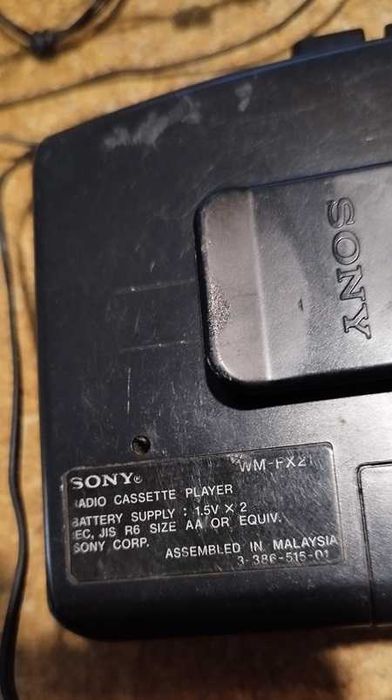 SONY
SONY® WM-FX21
RADIO CASSETTE PLAYER
BATTERY SUPPLY : 1.5V × 2
IEC, JIS R6 SIZE AA OR EQUIV.
SONY CORP. ASSEMBLED IN MALAYSIA
3-386-515-01